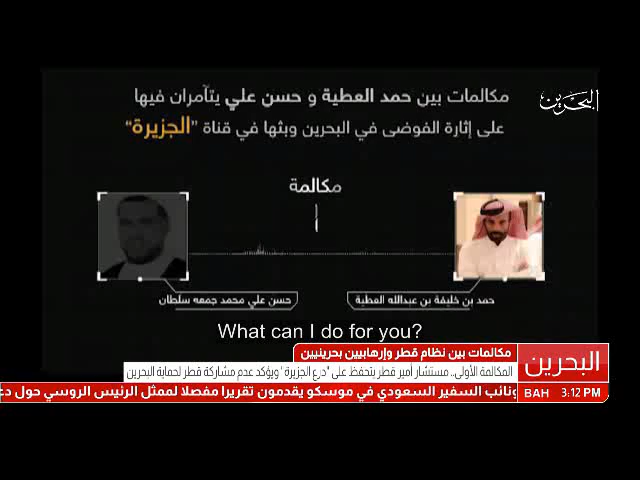 مكالمات بين حمد العطية و حسن علي يتآمران فيها
على إثارة الفوضى في البحرين وبثها في قناة "الجزيرة"
البحرين
مكالمة
1
حسن علي محمد جمعه سلطان
حمد بن خليفة بن عبدالله العطية
What can I do for you?
مكالمات بين نظام قطر وإرهابيين بحرينيين
المكالمة الأولى.. مستشار أمير قطر يتحفظ على "درع الجزيرة" ويؤكد عدم مشاركة قطر لحماية البحرين
البحرين
ونائب السفير السعودي في موسكو يقدمون تقريرا مفصلا لممثل الرئيس الروسي حول دع
BAH 3:12 PM